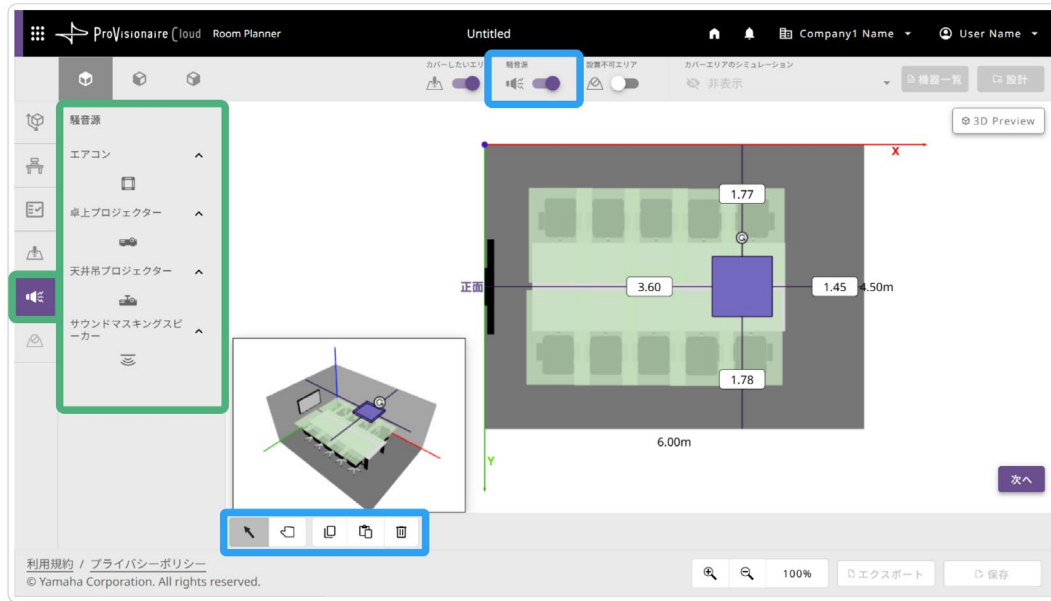 ProVisionaire Cloud Room Planner
Untitled
Company1 Name
User Name
カバーしたいエリ
騒音源
設置不可エリア
カバーエリアのシミュレーション
非表示
機器一覧
設計
騒音源
エアコン
卓上プロジェクター
天井吊プロジェクター
サウンドマスキングスピ
ーカー
3D Preview
X
1.77
正面
3.60
1.45
4.50m
1.78
6.00m
Y
次へ
利用規約 / プライバシーポリシー
© Yamaha Corporation. All rights reserved.
100%
エクスポート
保存